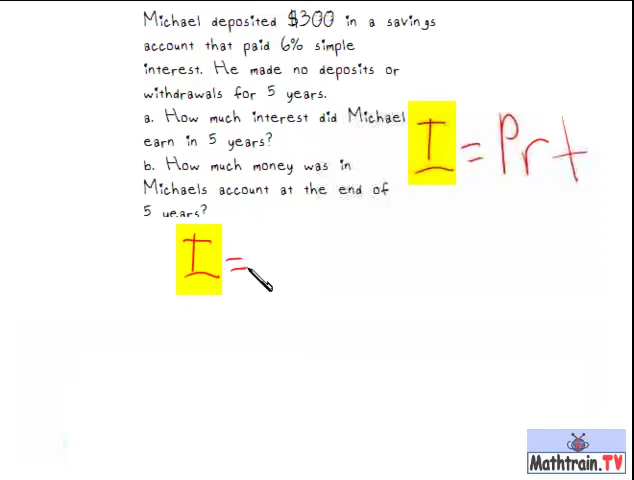 Michael deposited $300 in a savings
account that paid 6% simple
interest. He made no deposits or
withdrawals for 5 years.
a. How much interest did Michael
earn in 5 years?
b. How much money was in
Michaels account at the end of
5 years?
I = Prt
I =
Mathtrain.TV